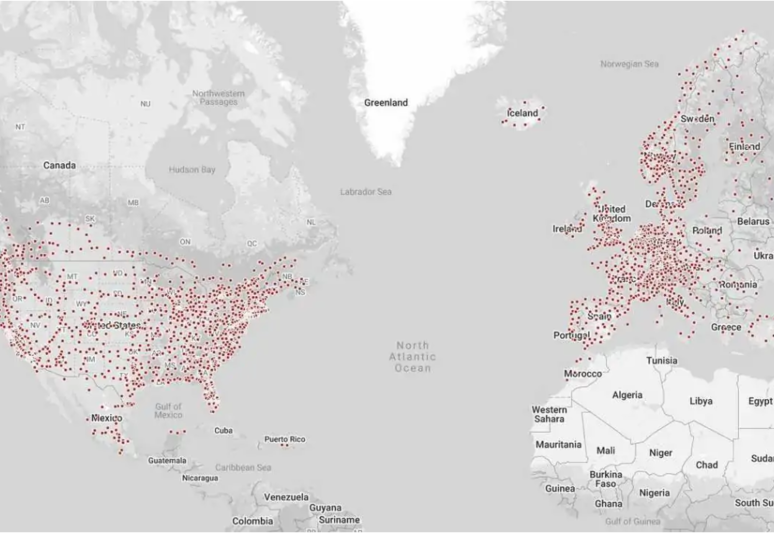 Greenland
Norwegian Sea
Northwestern
Passages
NU
NT
Iceland
Sweden
Finland
Canada
Hudson Bay
Labrador Sea
AB
MB
SK
NL
United
Kingdom
Ireland
Poland
Belarus
ON
QC
Ukra
NB
NS
MT
WY
NV
United States
Romania
Italy
Spain
Portugal
Greece
North
Atlantic
Ocean
Tunisia
Morocco
Algeria
Libya
Egypt
Gulf of
Mexico
Mexico
Western
Sahara
Cuba
Puerto Rico
Mauritania
Mali
Niger
Chad
Sudan
Guatemala
Caribbean Sea
Nicaragua
Burkina
Faso
Guinea
Ghana
Nigeria
South Su
Venezuela
Guyana
Colombia
Suriname
Gulf of Guinea